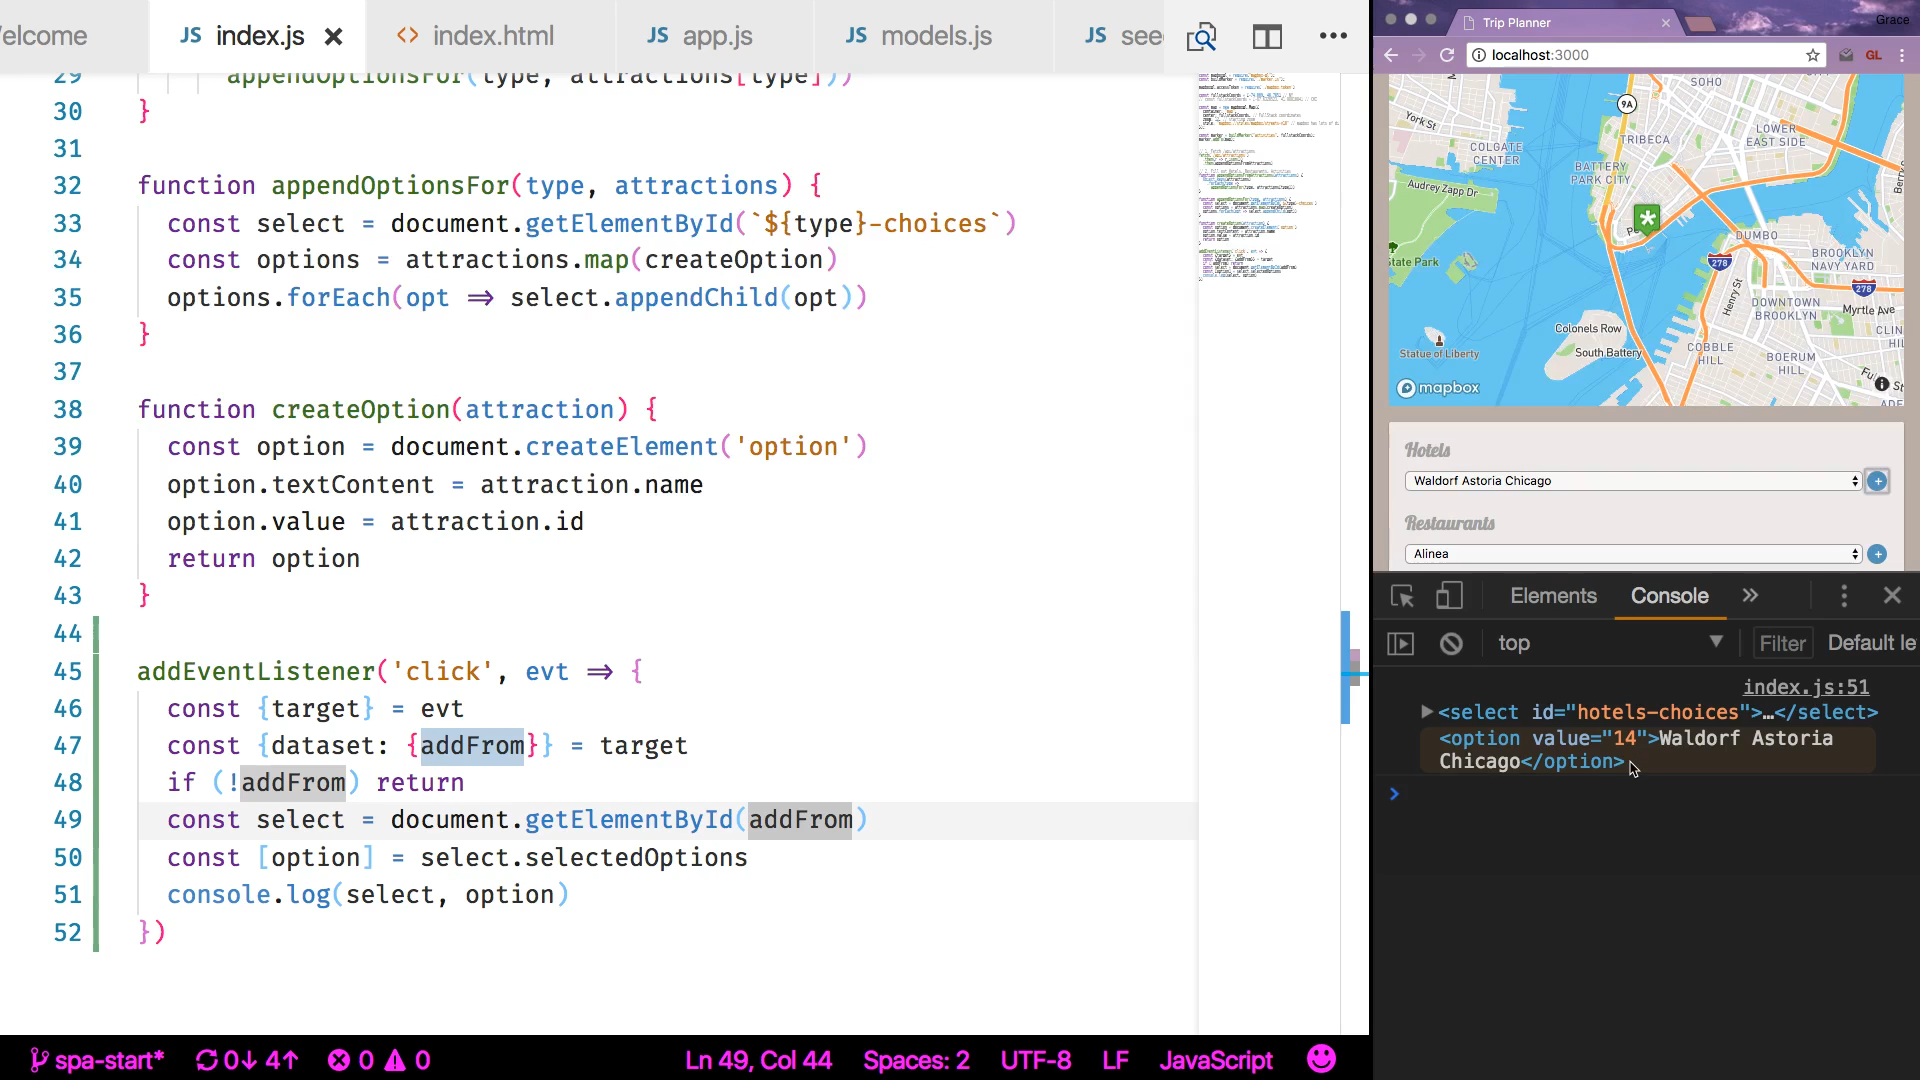 elcome
JS index.js
<> index.html
JS app.js
JS models.js
JS see
29 appendOptionsFor(type, attractions[type]))
30 }
31
32 function appendOptionsFor(type, attractions) {
33 const select = document.getElementById(`${type}-choices`)
34 const options = attractions.map(createOption)
35 options.forEach(opt ⇒ select.appendChild(opt))
36 }
37
38 function createOption(attraction) {
39 const option = document.createElement('option')
40 option.textContent = attraction.name
41 option.value = attraction.id
42 return option
43 }
44
45 addEventListener('click', evt ⇒ {
46 const {target} = evt
47 const {dataset: {addFrom}} = target
48 if (!addFrom) return
49 const select = document.getElementById(addFrom)
50 const [option] = select.selectedOptions
51 console.log(select, option)
52 })
spa-start* 0↓ 4↑ 0 0
Ln 49, Col 44 Spaces: 2 UTF-8 LF JavaScript
Trip Planner
Grace
localhost:3000
GL
SOHO
9A
York St
TRIBECA
LOWER
EAST SIDE
COLGATE
CENTER
BATTERY
PARK CITY
Audrey Zapp Dr
Berry
Pe
DUMBO
State Park
278
BROOKLYN
NAVY YARD
278
Henry St
DOWNTOWN
BROOKLYN
Myrtle Ave
Colonels Row
CLIN
HIL
Statue of Liberty
South Battery
COBBLE
HILL
BOERUM
HILL
Fu
St
mapbox
ADE
Hotels
Waldorf Astoria Chicago
+
Restaurants
Alinea
+
Elements
Console
»
top
Filter
Default le
index.js:51
<select id="hotels-choices">…</select>
<option value="14">Waldorf Astoria
Chicago</option>
>